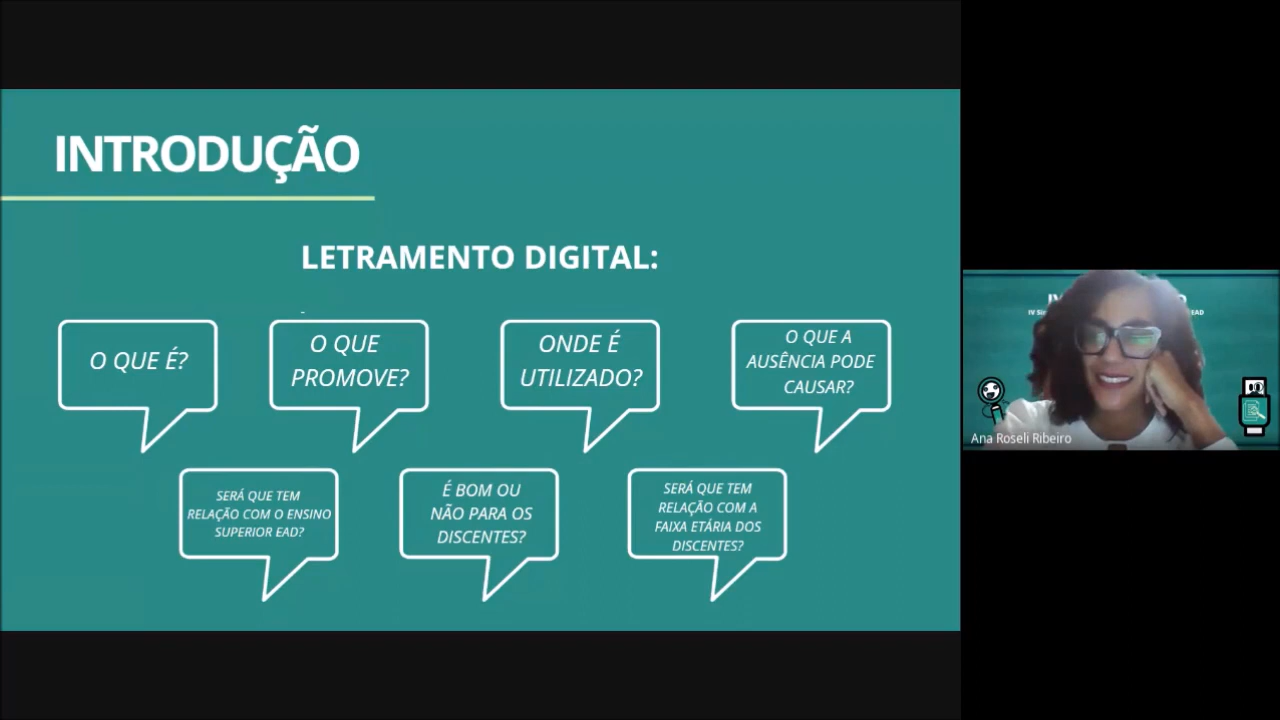 INTRODUÇÃO
LETRAMENTO DIGITAL:
O QUE É?
O QUE
PROMOVE?
ONDE É
UTILIZADO?
O QUE A
AUSÊNCIA PODE
CAUSAR?
SERÁ QUE TEM
RELAÇÃO COM O ENSINO
SUPERIOR EAD?
É BOM OU
NÃO PARA OS
DISCENTES?
SERÁ QUE TEM
RELAÇÃO COM A
FAIXA ETÁRIA DOS
DISCENTES?
Ana Roseli Ribeiro